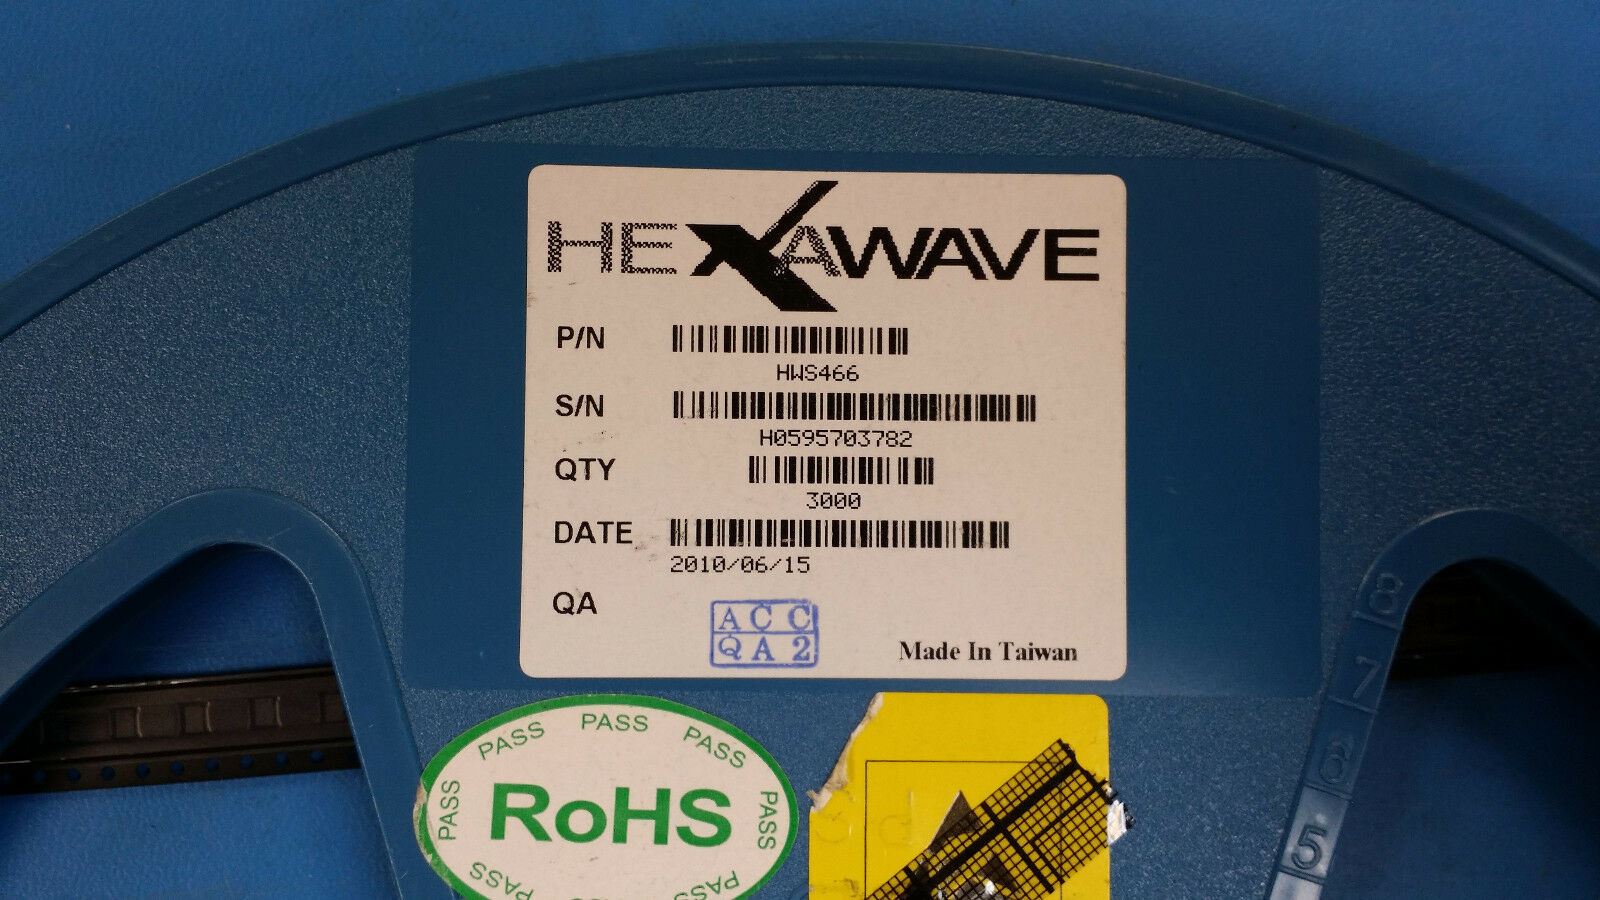 HEXAWAVE
P/N
HWS466
S/N
H0595703782
QTY
3000
DATE
2010/06/15
QA
ACC
QA2
Made In Taiwan
PASS PASS PASS PASS PASS
RoHS
PASS PASS PASS
8
7
6
5